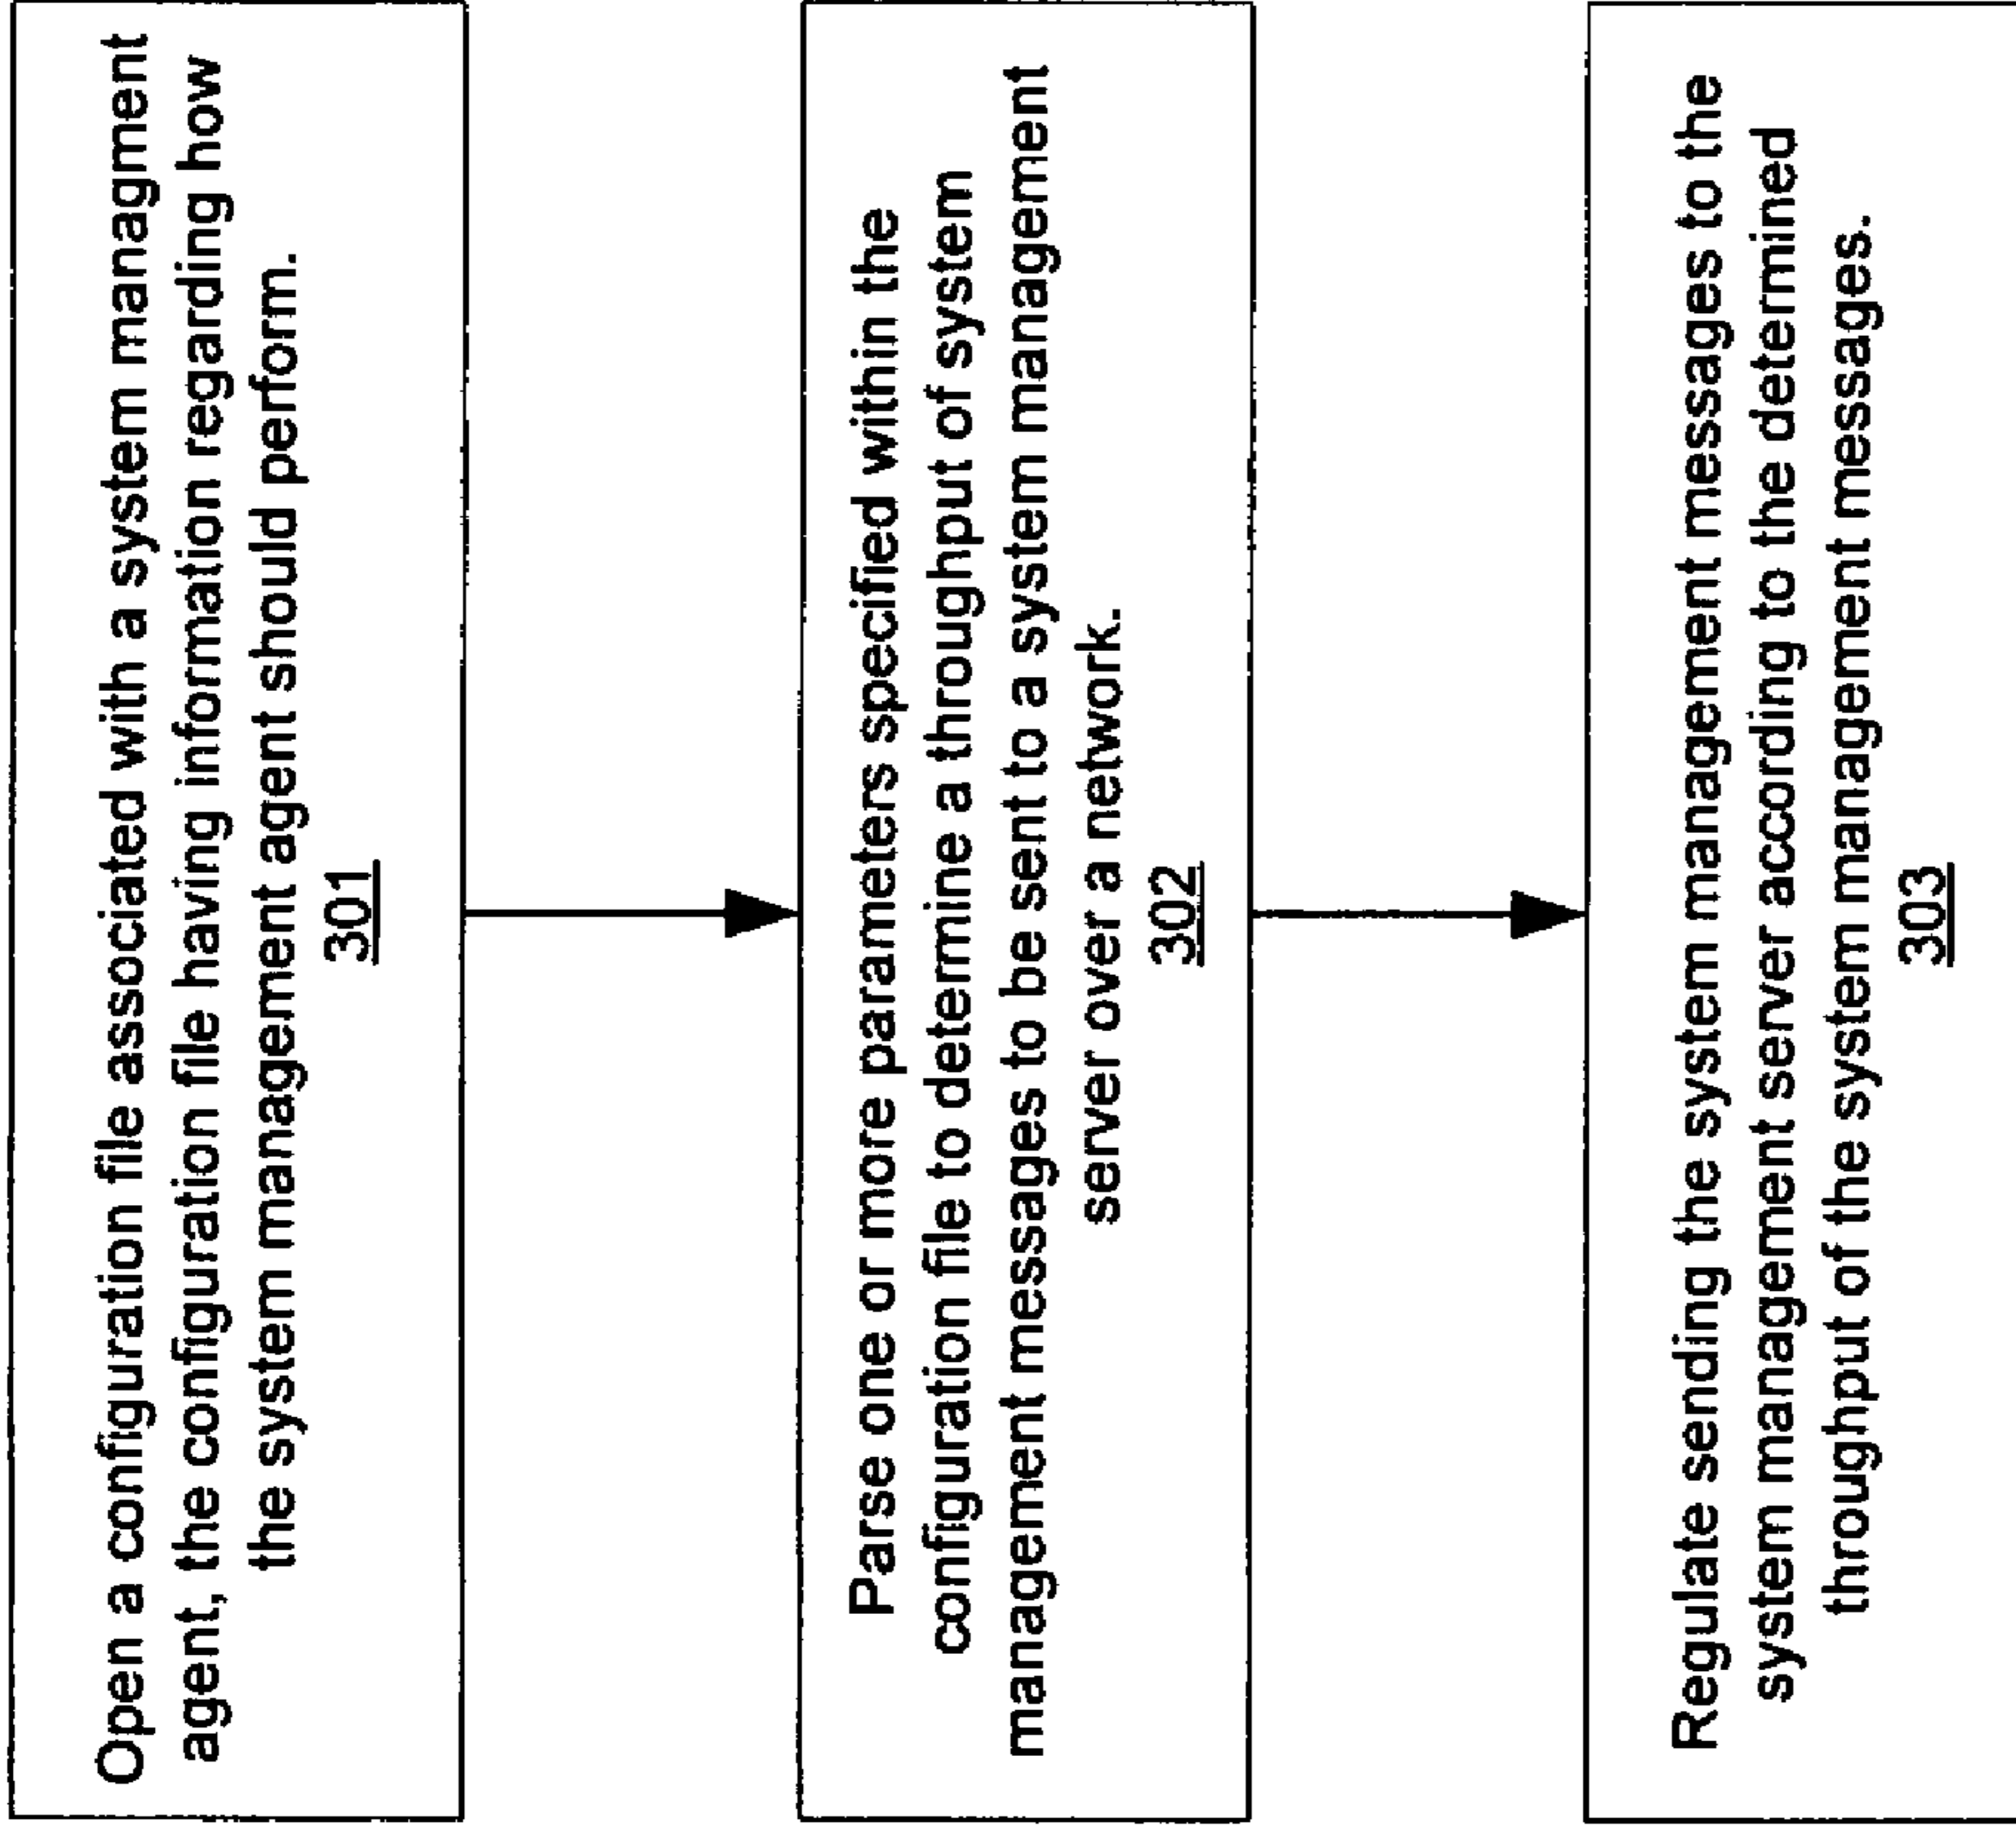 Open a configuration file associated with a system managment
agent, the configuration file having information regarding how
the system management agent should perform.
301
Parse one or more parameters specified within the
configuration file to determine a throughput of system
management messages to be sent to a system management
server over a network.
302
Regulate sending the system management messages to the
system management server according to the determined
throughput of the system management messages.
303